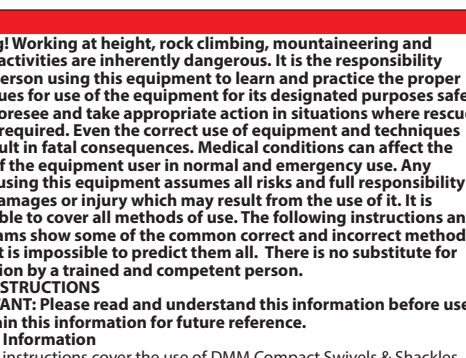 g! Working at height, rock climbing, mountaineering and
activities are inherently dangerous. It is the responsibility
erson using this equipment to learn and practice the proper
ues for use of the equipment for its designated purposes safe
oresee and take appropriate action in situations where rescue
required. Even the correct use of equipment and techniques
ult in fatal consequences. Medical conditions can affect the
f the equipment user in normal and emergency use. Any
using this equipment assumes all risks and full responsibility
amages or injury which may result from the use of it. It is
ble to cover all methods of use. The following instructions an
ams show some of the common correct and incorrect method
t is impossible to predict them all. There is no substitute for
ion by a trained and competent person.
STRUCTIONS
ANT: Please read and understand this information before use
in this information for future reference.
Information
instructions cover the use of DMM Compact Swivels & Shackles